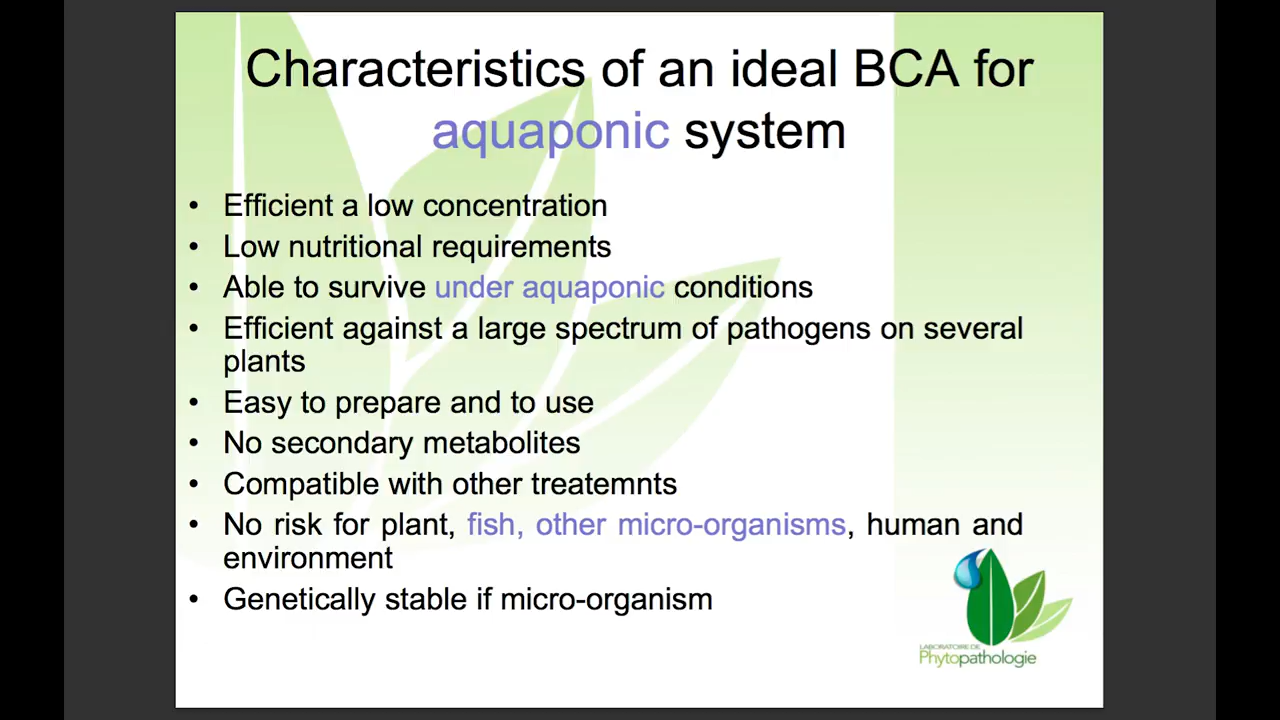 Characteristics of an ideal BCA for
aquaponic system
• Efficient a low concentration
• Low nutritional requirements
• Able to survive under aquaponic conditions
• Efficient against a large spectrum of pathogens on several
plants
• Easy to prepare and to use
• No secondary metabolites
• Compatible with other treatemnts
• No risk for plant, fish, other micro-organisms, human and
environment
• Genetically stable if micro-organism
LABORATOIRE DE
Phytopathologie